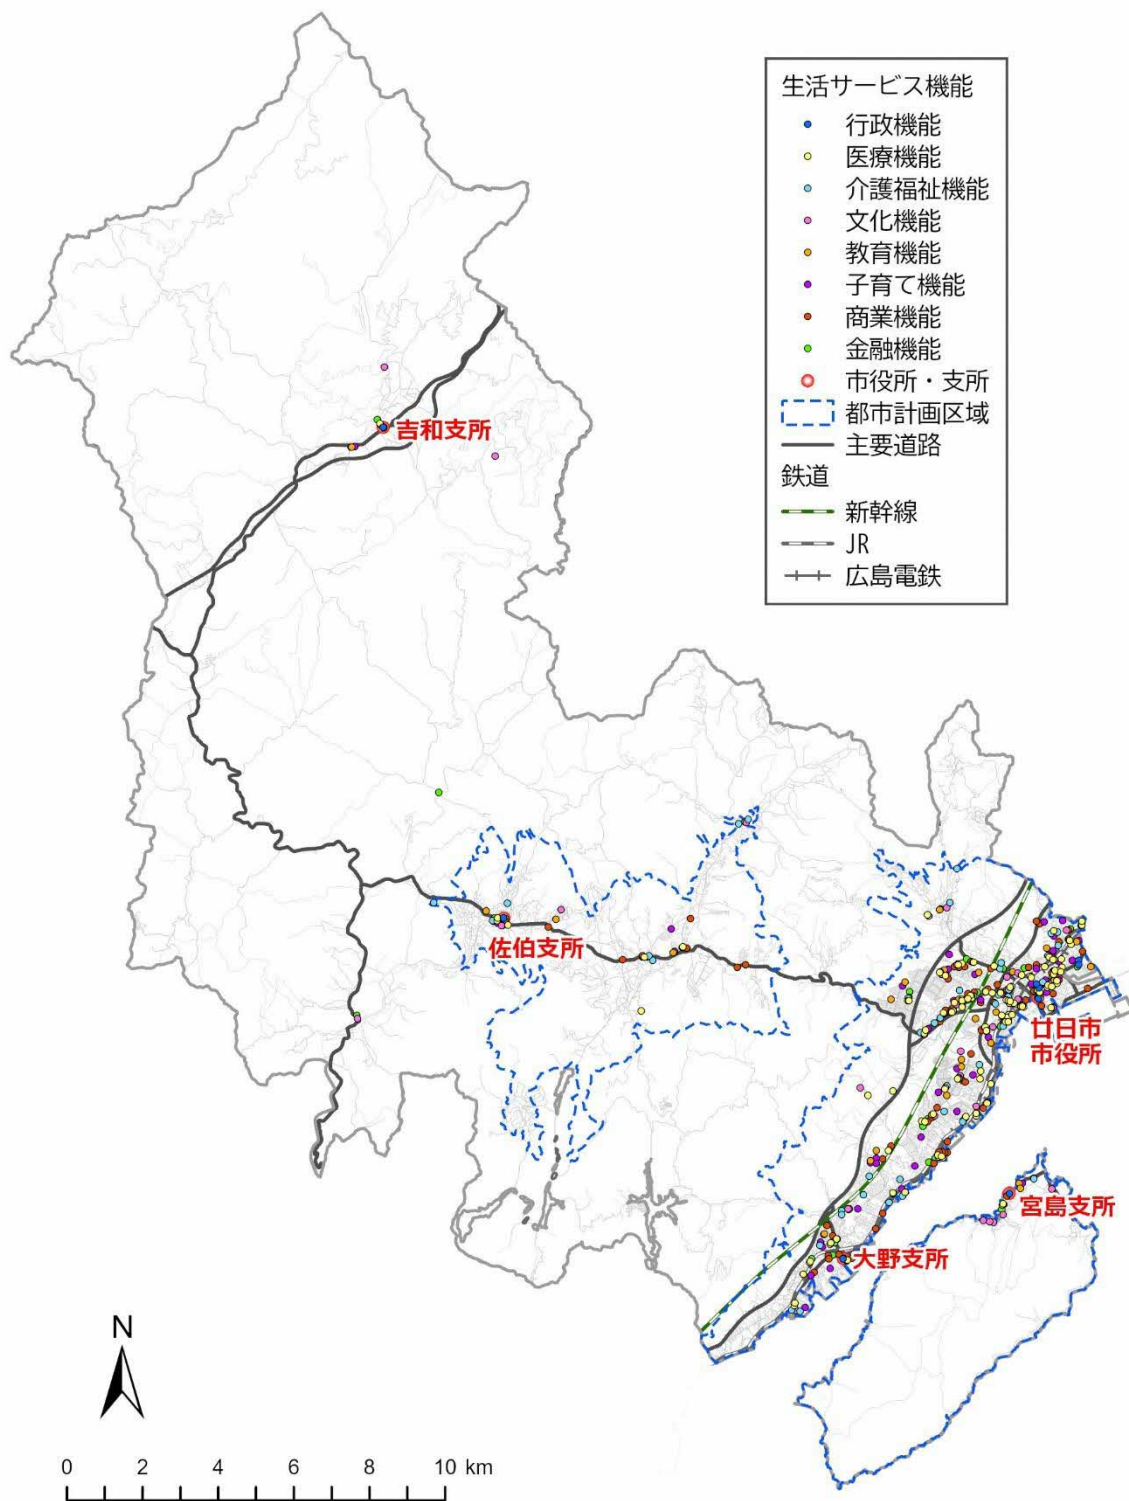 生活サービス機能
行政機能
医療機能
介護福祉機能
文化機能
教育機能
子育て機能
商業機能
金融機能
市役所・支所
都市計画区域
主要道路
鉄道
新幹線
JR
広島電鉄
吉和支所
佐伯支所
廿日市
市役所
宮島支所
大野支所
N
0 2 4 6 8 10 km